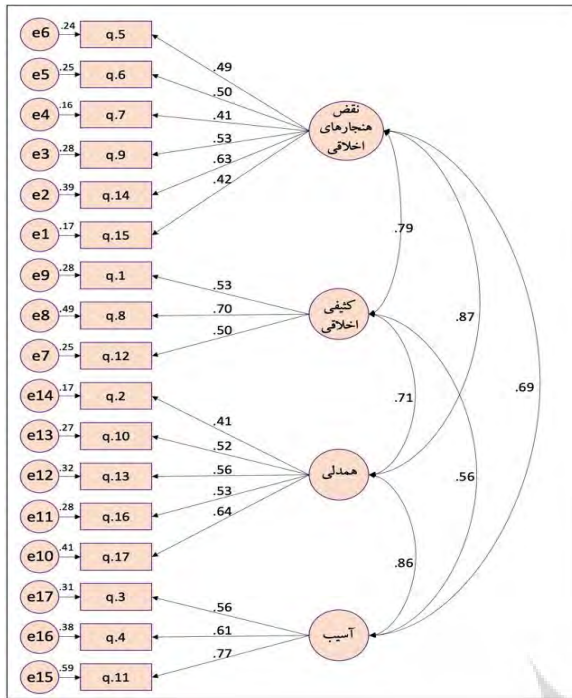 e6 .24 q.5
e5 .25 q.6
e4 .16 q.7
e3 .28 q.9
e2 .39 q.14
e1 .17 q.15
e9 .28 q.1
e8 .49 q.8
e7 .25 q.12
e14 .17 q.2
e13 .27 q.10
e12 .32 q.13
e11 .28 q.16
e10 .41 q.17
e17 .31 q.3
e16 .38 q.4
e15 .59 q.11
.49
.50
.41
.53
.63
.42
.53
.70
.50
.41
.52
.56
.53
.64
.56
.61
.77
نقض
هنجارهای
اخلاقی
کثیفی
اخلاقی
همدلی
آسیب
.79
.87
.69
.71
.56
.86